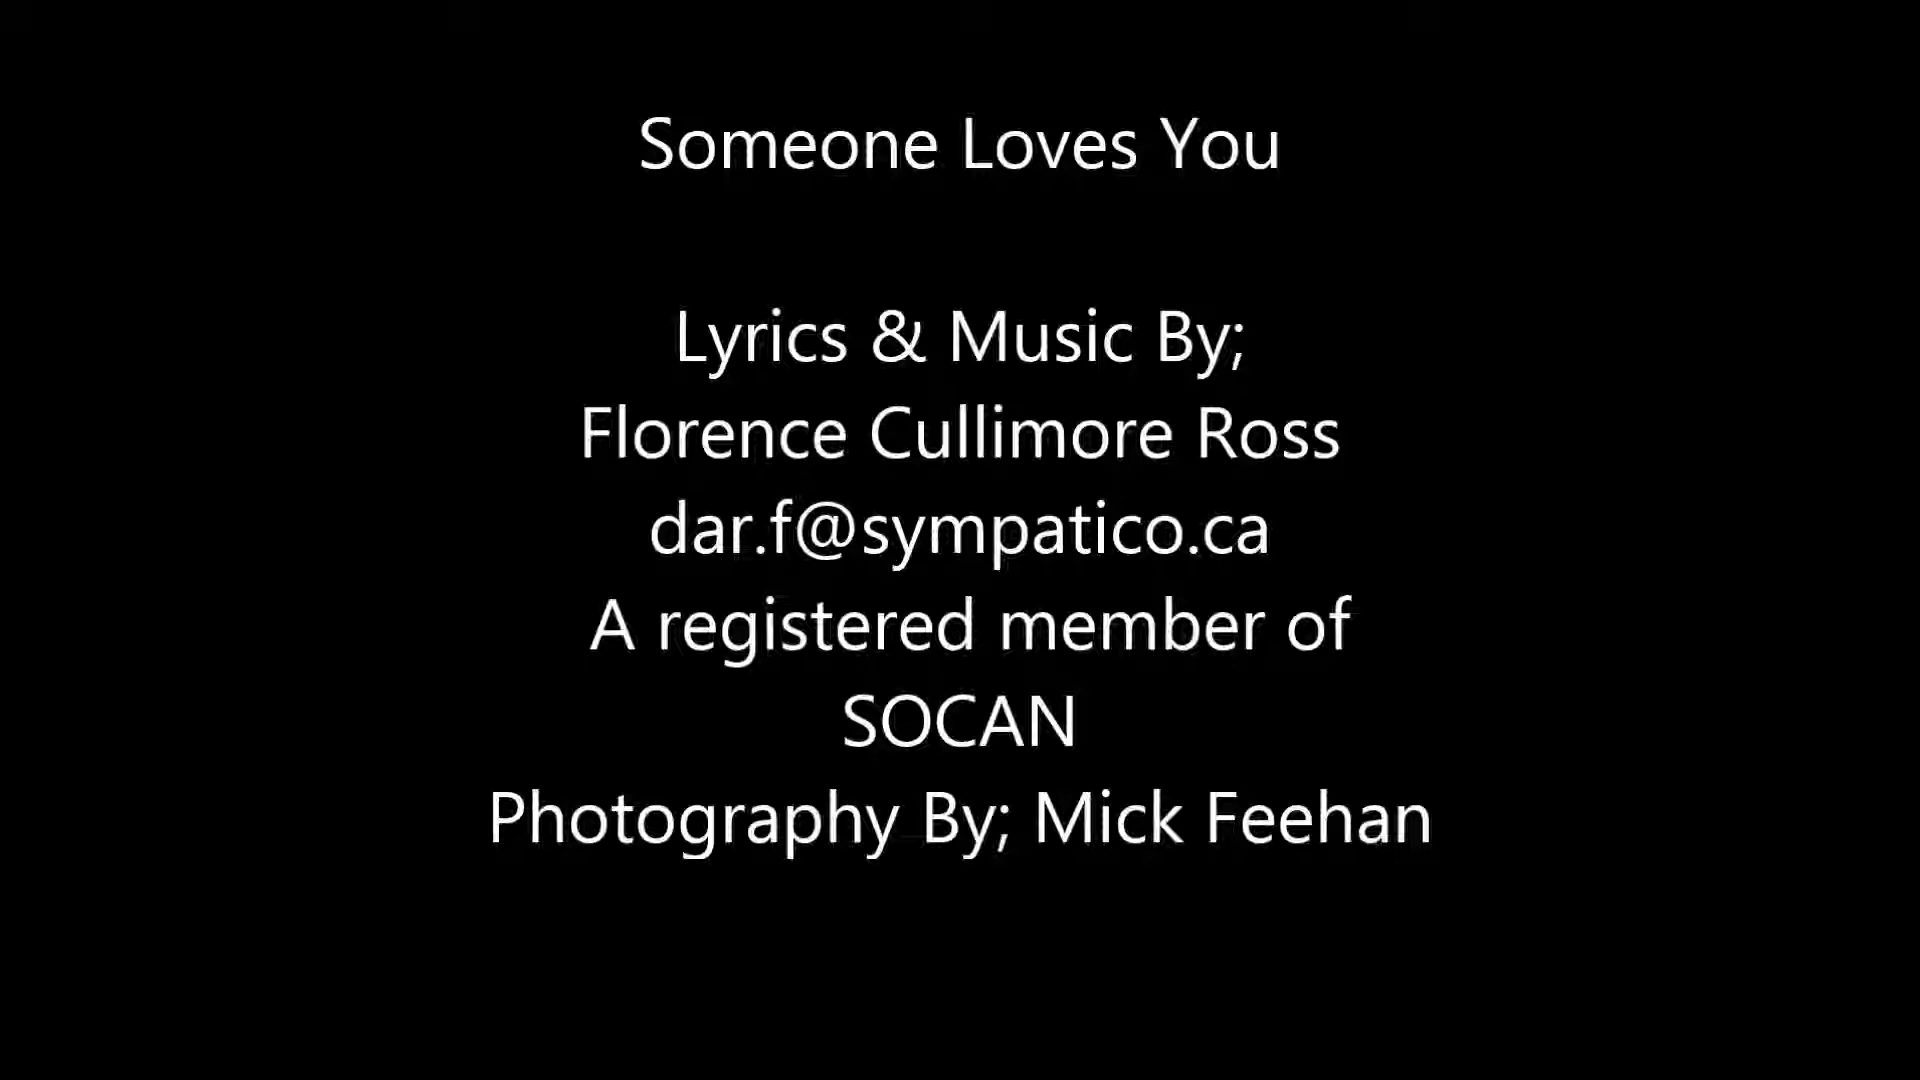 Someone Loves You
Lyrics & Music By;
Florence Cullimore Ross
dar.f@sympatico.ca
A registered member of
SOCAN
Photography By; Mick Feehan